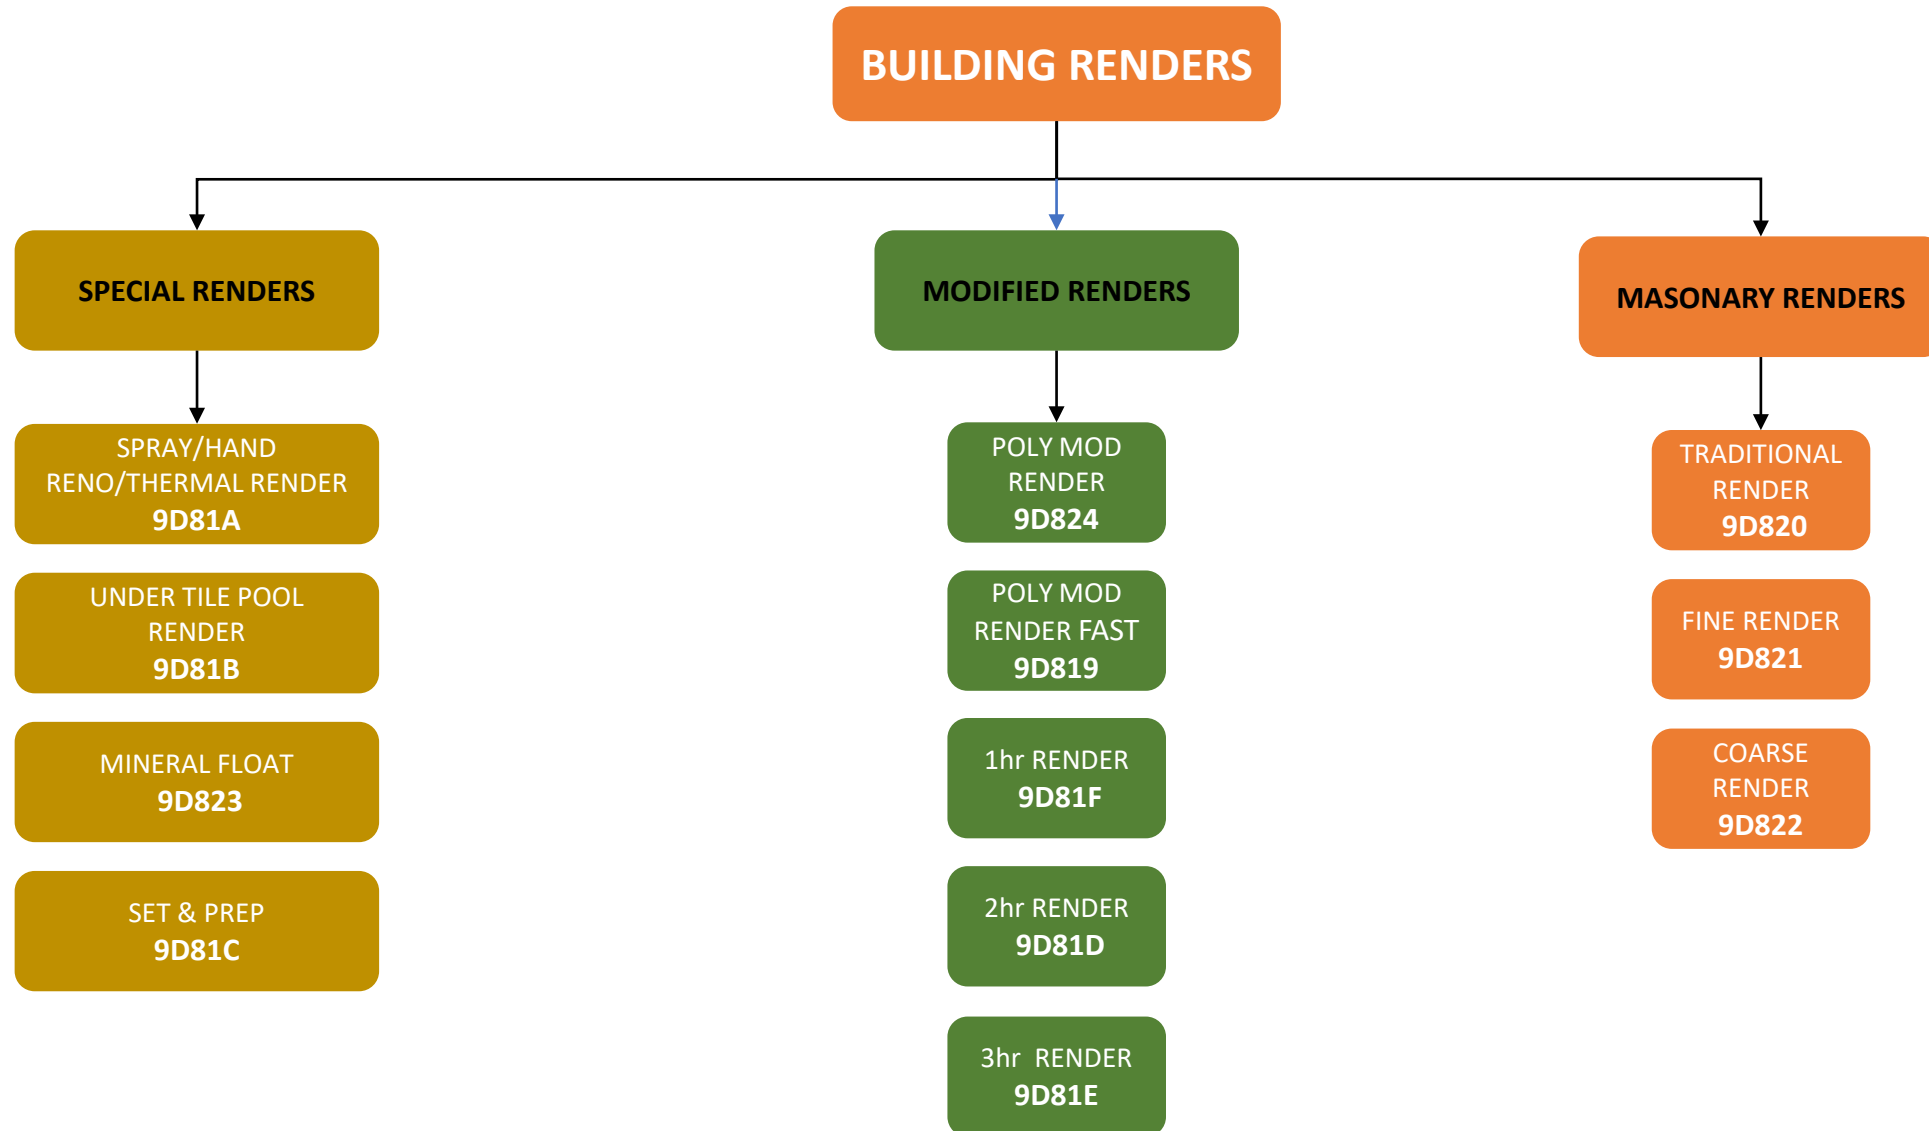 BUILDING RENDERS
SPECIAL RENDERS
MODIFIED RENDERS
MASONARY RENDERS
SPRAY/HAND
RENO/THERMAL RENDER
9D81A
UNDER TILE POOL
RENDER
9D81B
MINERAL FLOAT
9D823
SET & PREP
9D81C
POLY MOD
RENDER
9D824
POLY MOD
RENDER FAST
9D819
1hr RENDER
9D81F
2hr RENDER
9D81D
3hr  RENDER
9D81E
TRADITIONAL
RENDER
9D820
FINE RENDER
9D821
COARSE
RENDER
9D822